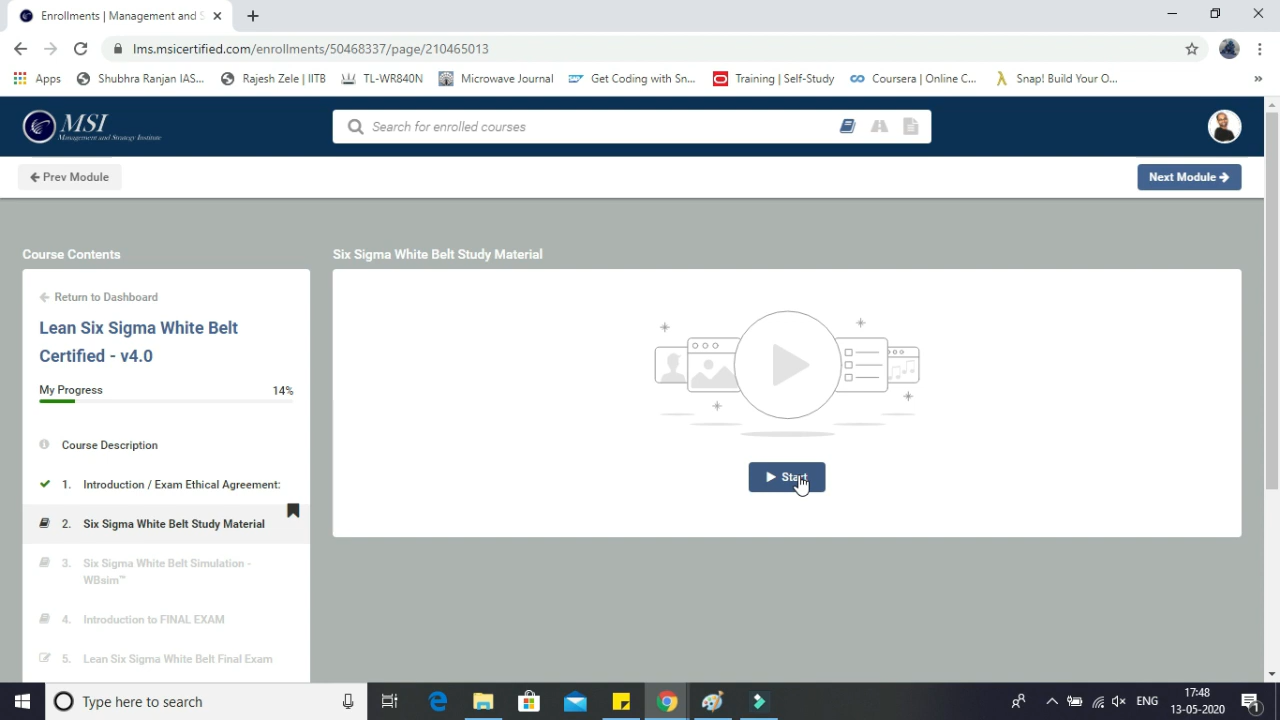 Enrollments | Management and S
lms.msicertified.com/enrollments/50468337/page/210465013
Apps
Shubhra Ranjan IAS...
Rajesh Zele | IITB
TL-WR840N
Microwave Journal
Get Coding with Sn...
Training | Self-Study
Coursera | Online C...
Snap! Build Your O...
»
MSI
Management and Strategy Institute
Search for enrolled courses
← Prev Module
Next Module →
Course Contents
Six Sigma White Belt Study Material
← Return to Dashboard
Lean Six Sigma White Belt
Certified - v4.0
My Progress 14%
Course Description
1. Introduction / Exam Ethical Agreement:
2. Six Sigma White Belt Study Material
3. Six Sigma White Belt Simulation -
WBsim™
4. Introduction to FINAL EXAM
5. Lean Six Sigma White Belt Final Exam
Start
Type here to search
ENG
17:48
13-05-2020
1